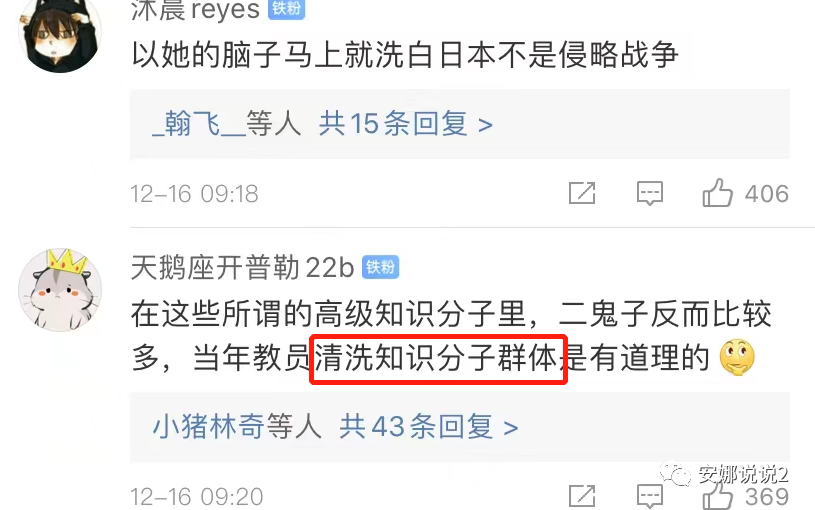 沐晨reyes 铁粉
以她的脑子马上就洗白日本不是侵略战争
_翰飞__等人 共15条回复 >
12-16 09:18 406
天鹅座开普勒22b 铁粉
在这些所谓的高级知识分子里，二鬼子反而比较
多，当年教员清洗知识分子群体是有道理的
小猪林奇等人 共43条回复 >
安娜说说2
12-16 09:20 369